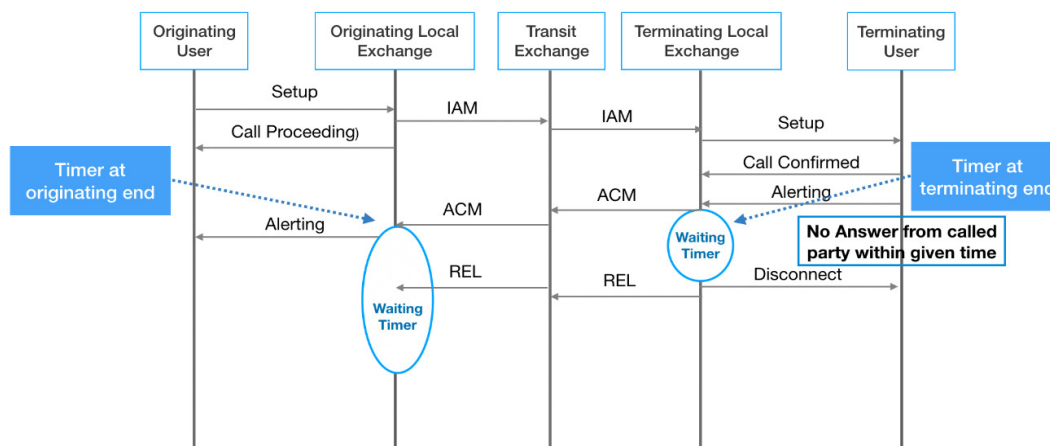 Originating
User
Originating Local
Exchange
Transit
Exchange
Terminating Local
Exchange
Terminating
User
Setup
IAM
IAM
Setup
Call Proceeding)
Call Confirmed
Timer at
originating end
Timer at
terminating end
Alerting
ACM
ACM
Alerting
Waiting
Timer
No Answer from called
party within given time
REL
REL
Disconnect
Waiting
Timer